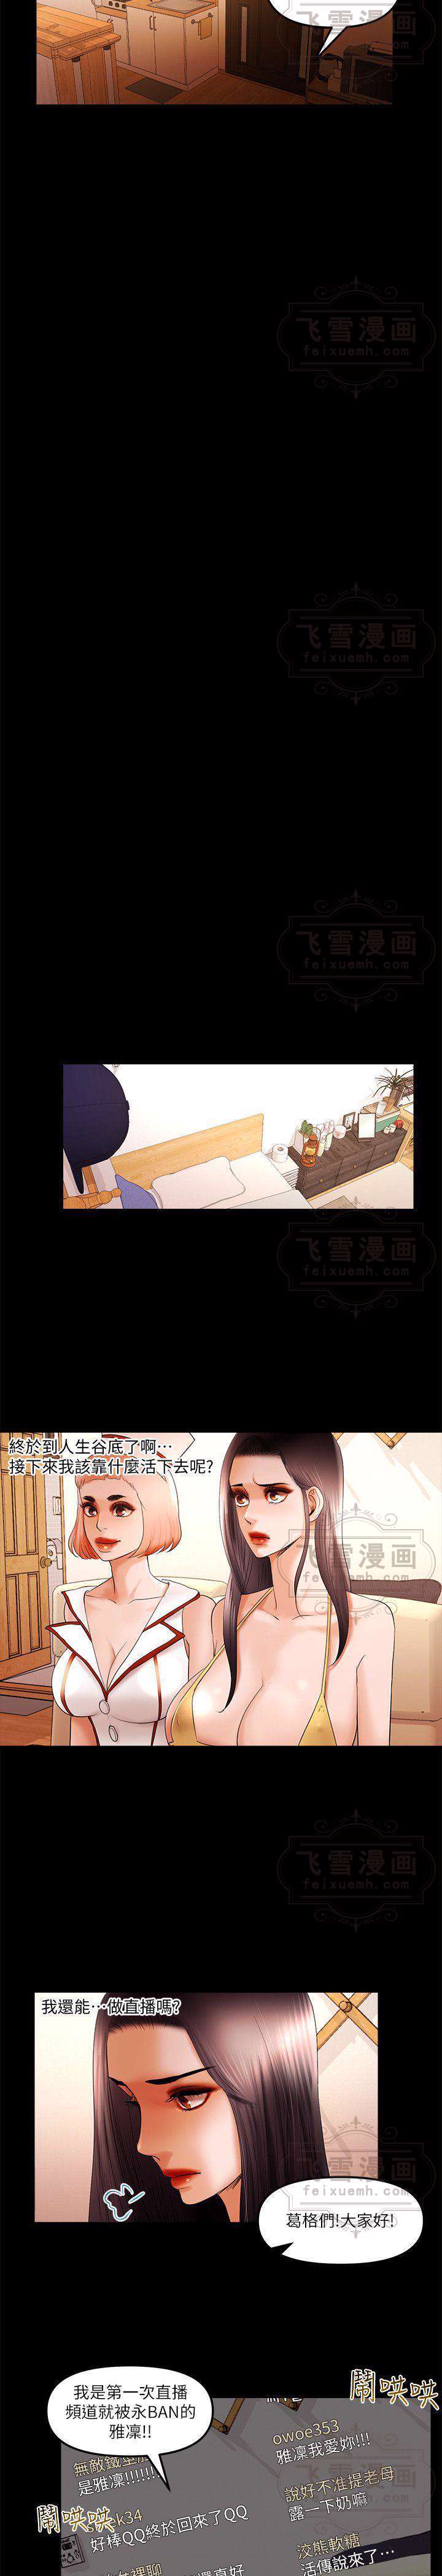 飞雪漫画
飞雪漫画
feixuemh.com
飞雪漫画
feixuemh.com
飞雪漫画
feixuemh.com
飞雪漫画
feixuemh.com
終於到人生谷底了啊…
接下來我該靠什麼活下去呢?
飞雪漫画
feixuemh.com
飞雪漫画
feixuemh.com
我還能…做直播嗎?
飞雪漫画
feixuemh.com
葛格們!大家好!
鬧哄哄
我是第一次直播
頻道就被永BAN的
雅凜!!
owoe353
雅凜我愛妳!!!
是雅凜!!!!!!!
說好不准提老母
露一下奶嘛
鬧哄哄
k34
好棒QQ終於回來了QQ
洨熊軟糖
活傳說來了…